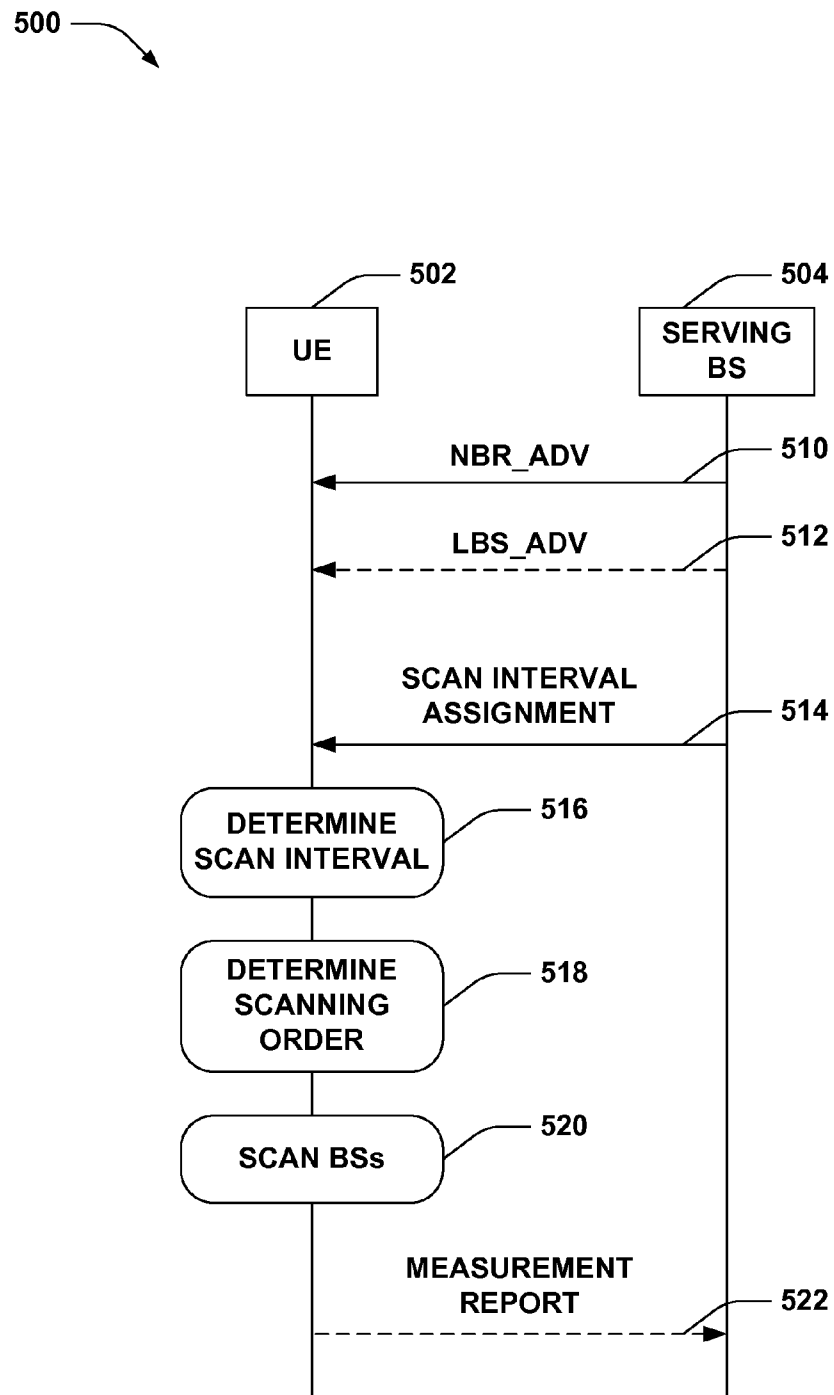 500
502
504
UE
SERVING
BS
NBR_ADV
510
LBS_ADV
512
SCAN INTERVAL
ASSIGNMENT
514
DETERMINE
SCAN INTERVAL
516
DETERMINE
SCANNING
ORDER
518
SCAN BSs
520
MEASUREMENT
REPORT
522